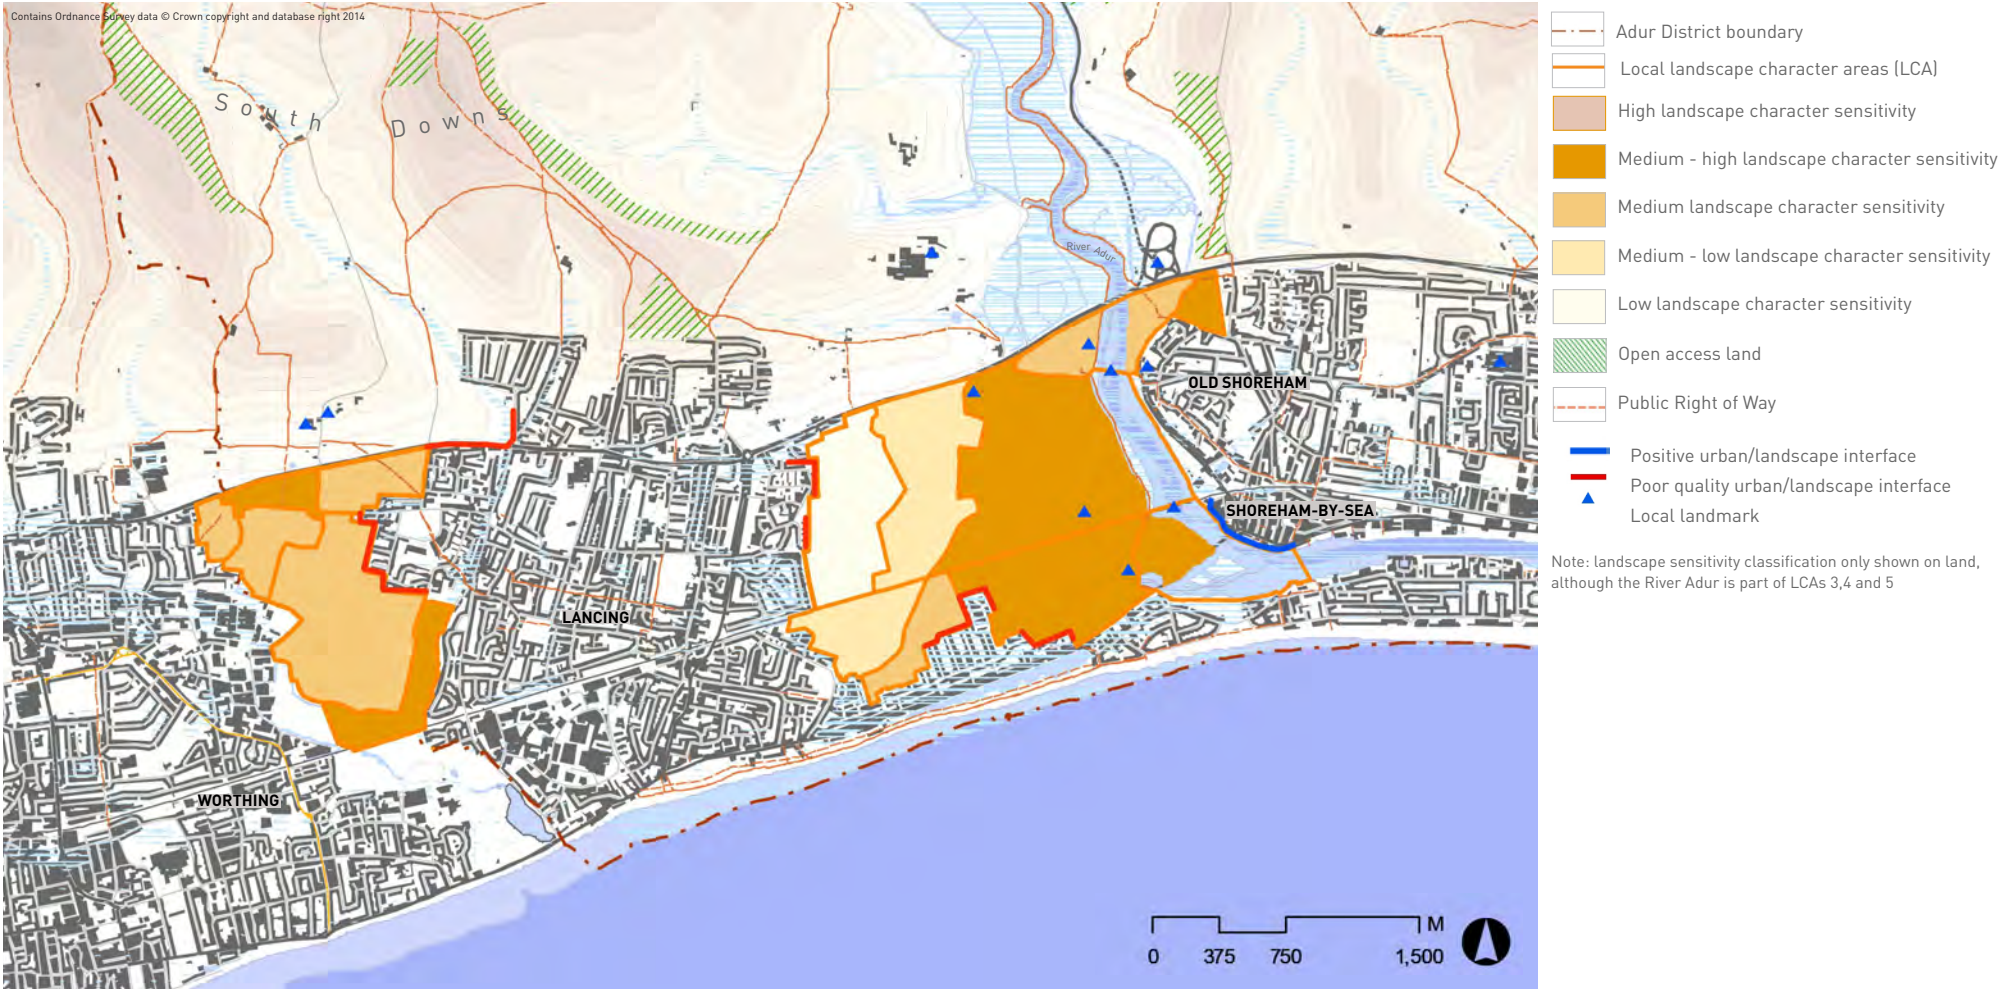 Contains Ordnance Survey data © Crown copyright and database right 2014
South Downs
River Adur
OLD SHOREHAM
SHOREHAM-BY-SEA
LANCING
WORTHING
M
0 375 750 1,500
Adur District boundary
Local landscape character areas (LCA)
High landscape character sensitivity
Medium - high landscape character sensitivity
Medium landscape character sensitivity
Medium - low landscape character sensitivity
Low landscape character sensitivity
Open access land
Public Right of Way
Positive urban/landscape interface
Poor quality urban/landscape interface
Local landmark
Note: landscape sensitivity classification only shown on land,
although the River Adur is part of LCAs 3,4 and 5